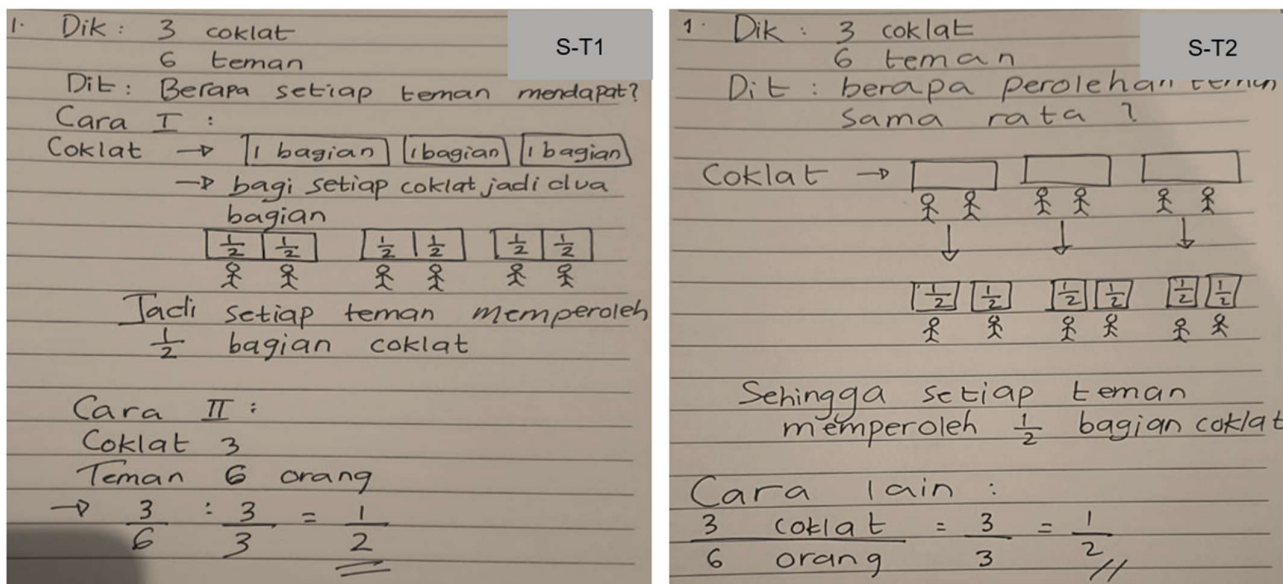 S-T1
1. Dik : 3 coklat
6 teman
Dit : Berapa setiap teman mendapat?
Cara I :
Coklat → 1 bagian 1 bagian 1 bagian
→ bagi setiap coklat jadi dua
bagian
1/2 1/2 1/2 1/2 1/2 1/2
Jadi setiap teman memperoleh
1/2 bagian coklat
Cara II :
Coklat 3
Teman 6 orang
→ 3/6 : 3/3 = 1/2
S-T2
1. Dik : 3 coklat
6 teman
Dit : berapa perolehan teman
sama rata ?
Coklat →
1/2 1/2 1/2 1/2 1/2 1/2
Sehingga setiap teman
memperoleh 1/2 bagian coklat
Cara lain :
3 coklat / 6 orang = 3/3 = 1/2 //